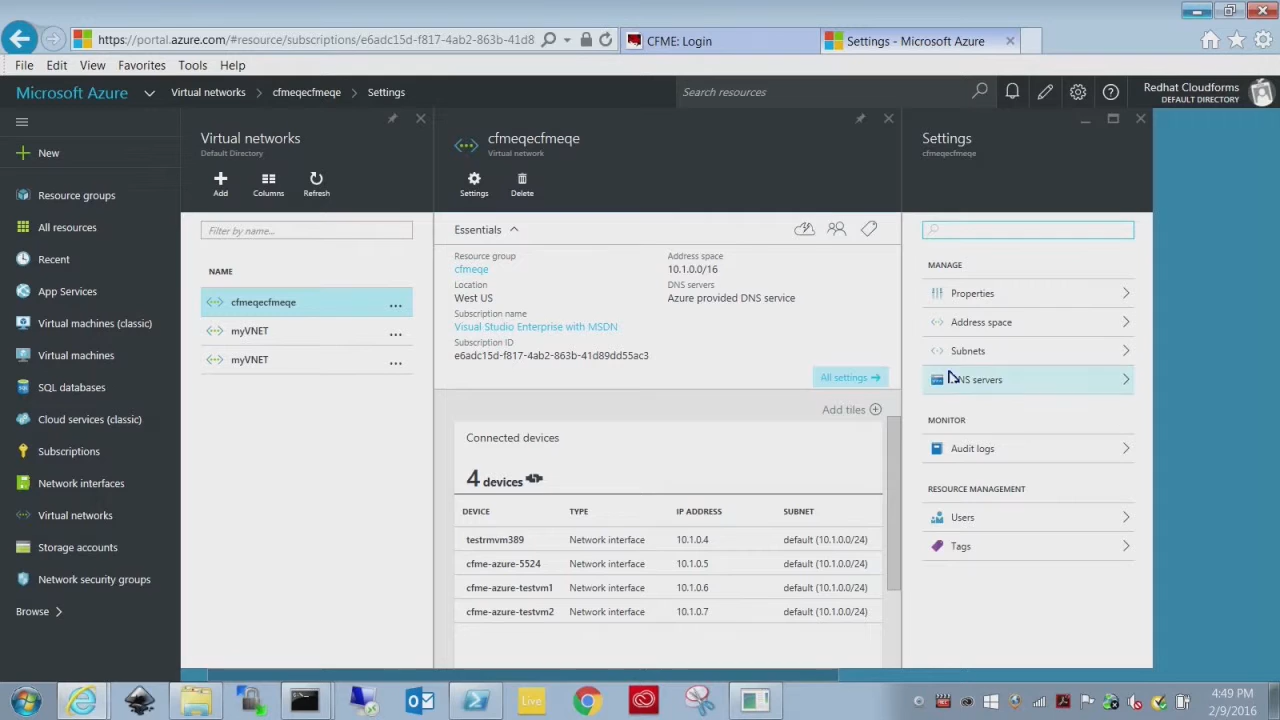 https://portal.azure.com/#resource/subscriptions/e6adc15d-f817-4ab2-863b-41d8
CFME: Login
Settings - Microsoft Azure
File Edit View Favorites Tools Help
Microsoft Azure
Virtual networks > cfmeqecfmeqe > Settings
Search resources
Redhat Cloudforms
DEFAULT DIRECTORY
New
Resource groups
All resources
Recent
App Services
Virtual machines (classic)
Virtual machines
SQL databases
Cloud services (classic)
Subscriptions
Network interfaces
Virtual networks
Storage accounts
Network security groups
Browse >
Virtual networks
Default Directory
Add Columns Refresh
Filter by name...
NAME
cfmeqecfmeqe ...
myVNET ...
myVNET ...
cfmeqecfmeqe
Virtual network
Settings Delete
Essentials
Resource group
cfmeqe
Location
West US
Subscription name
Visual Studio Enterprise with MSDN
Subscription ID
e6adc15d-f817-4ab2-863b-41d89dd55ac3
Address space
10.1.0.0/16
DNS servers
Azure provided DNS service
All settings →
Add tiles
Connected devices
4 devices
DEVICE TYPE IP ADDRESS SUBNET
testrmvm389 Network interface 10.1.0.4 default (10.1.0.0/24)
cfme-azure-5524 Network interface 10.1.0.5 default (10.1.0.0/24)
cfme-azure-testvm1 Network interface 10.1.0.6 default (10.1.0.0/24)
cfme-azure-testvm2 Network interface 10.1.0.7 default (10.1.0.0/24)
Settings
cfmeqecfmeqe
MANAGE
Properties
Address space
Subnets
DNS servers
MONITOR
Audit logs
RESOURCE MANAGEMENT
Users
Tags
Live
4:49 PM
2/9/2016